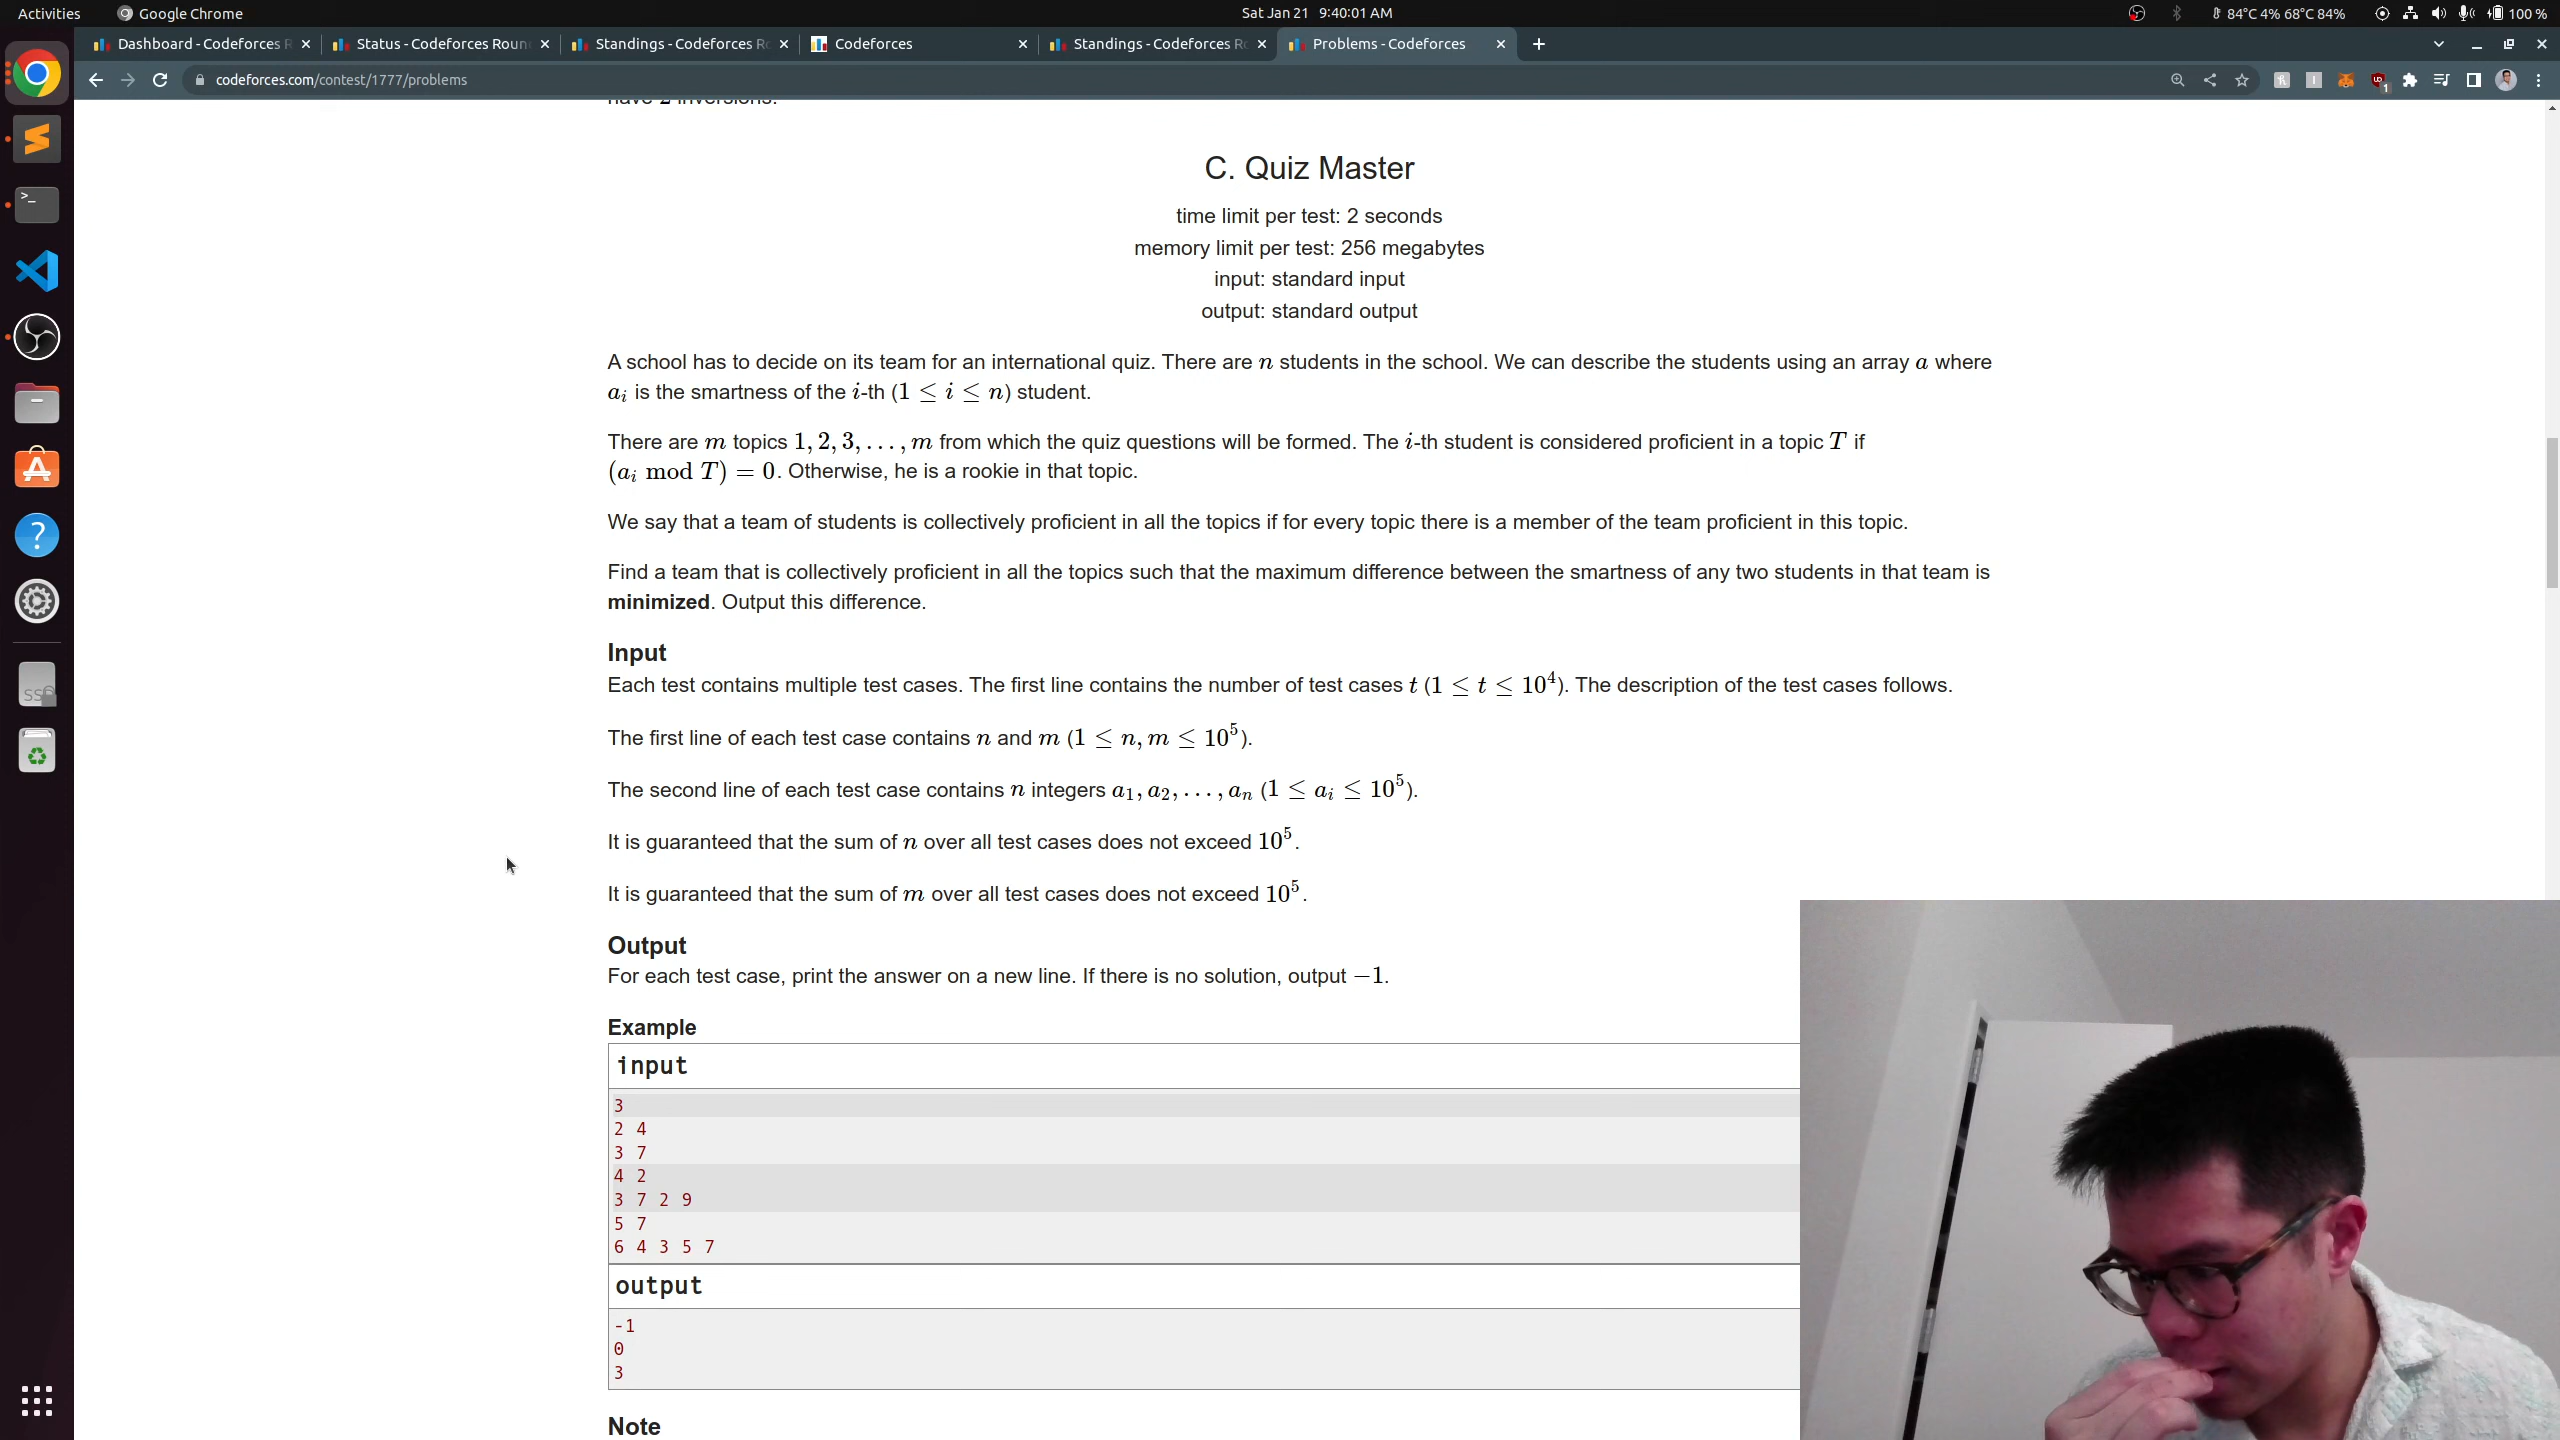 Activities Google Chrome Sat Jan 21 9:40:01 AM 84°C 4% 68°C 84% 100 %
Dashboard - Codeforces R Status - Codeforces Roun Standings - Codeforces Ro Codeforces Standings - Codeforces Ro Problems - Codeforces
codeforces.com/contest/1777/problems
have 2 inversions.
C. Quiz Master
time limit per test: 2 seconds
memory limit per test: 256 megabytes
input: standard input
output: standard output
A school has to decide on its team for an international quiz. There are n students in the school. We can describe the students using an array a where
a_i is the smartness of the i-th (1 ≤ i ≤ n) student.
There are m topics 1, 2, 3, . . . , m from which the quiz questions will be formed. The i-th student is considered proficient in a topic T if
(a_i mod T) = 0. Otherwise, he is a rookie in that topic.
We say that a team of students is collectively proficient in all the topics if for every topic there is a member of the team proficient in this topic.
Find a team that is collectively proficient in all the topics such that the maximum difference between the smartness of any two students in that team is
minimized. Output this difference.
Input
Each test contains multiple test cases. The first line contains the number of test cases t (1 ≤ t ≤ 10^4). The description of the test cases follows.
The first line of each test case contains n and m (1 ≤ n, m ≤ 10^5).
The second line of each test case contains n integers a_1, a_2, . . . , a_n (1 ≤ a_i ≤ 10^5).
It is guaranteed that the sum of n over all test cases does not exceed 10^5.
It is guaranteed that the sum of m over all test cases does not exceed 10^5.
Output
For each test case, print the answer on a new line. If there is no solution, output −1.
Example
input
3
2 4
3 7
4 2
3 7 2 9
5 7
6 4 3 5 7
output
-1
0
3
Note